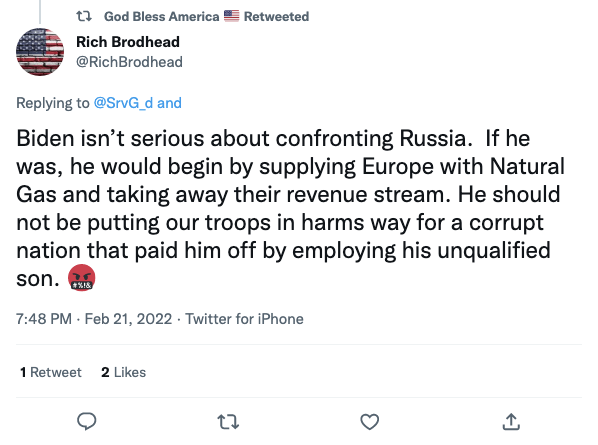 God Bless America 🇺🇸 Retweeted
Rich Brodhead
@RichBrodhead
Replying to @SrvG_d and
Biden isn’t serious about confronting Russia.  If he
was, he would begin by supplying Europe with Natural
Gas and taking away their revenue stream. He should
not be putting our troops in harms way for a corrupt
nation that paid him off by employing his unqualified
son. 🤬
7:48 PM · Feb 21, 2022 · Twitter for iPhone
1 Retweet 2 Likes